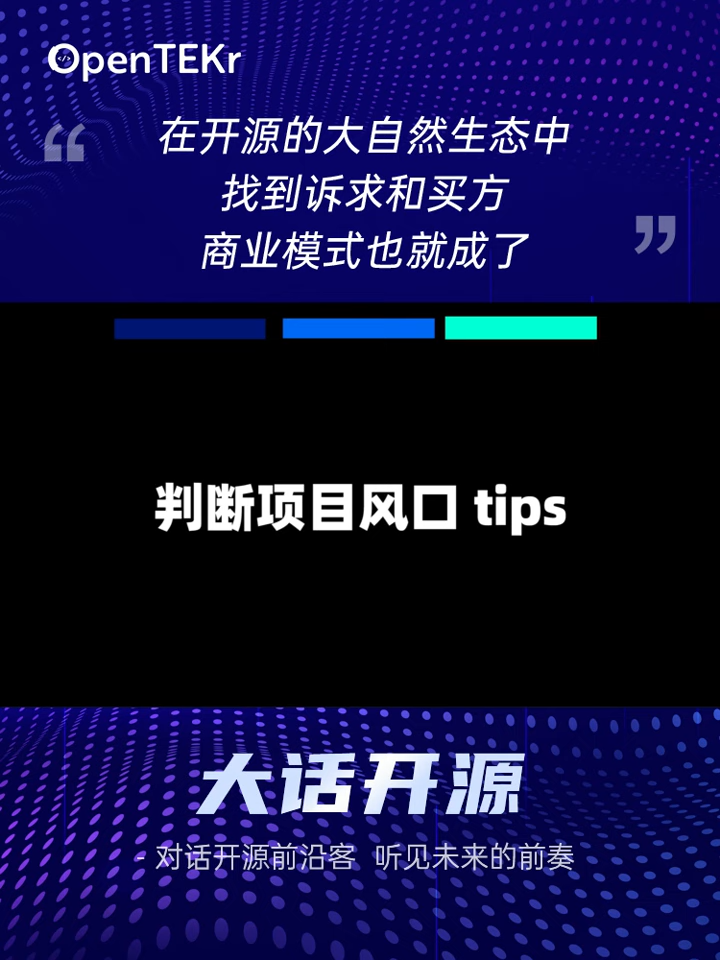 OpenTEKr
“
在开源的大自然生态中
找到诉求和买方
商业模式也就成了
”
判断项目风口 tips
大话开源
- 对话开源前沿客 听见未来的前奏